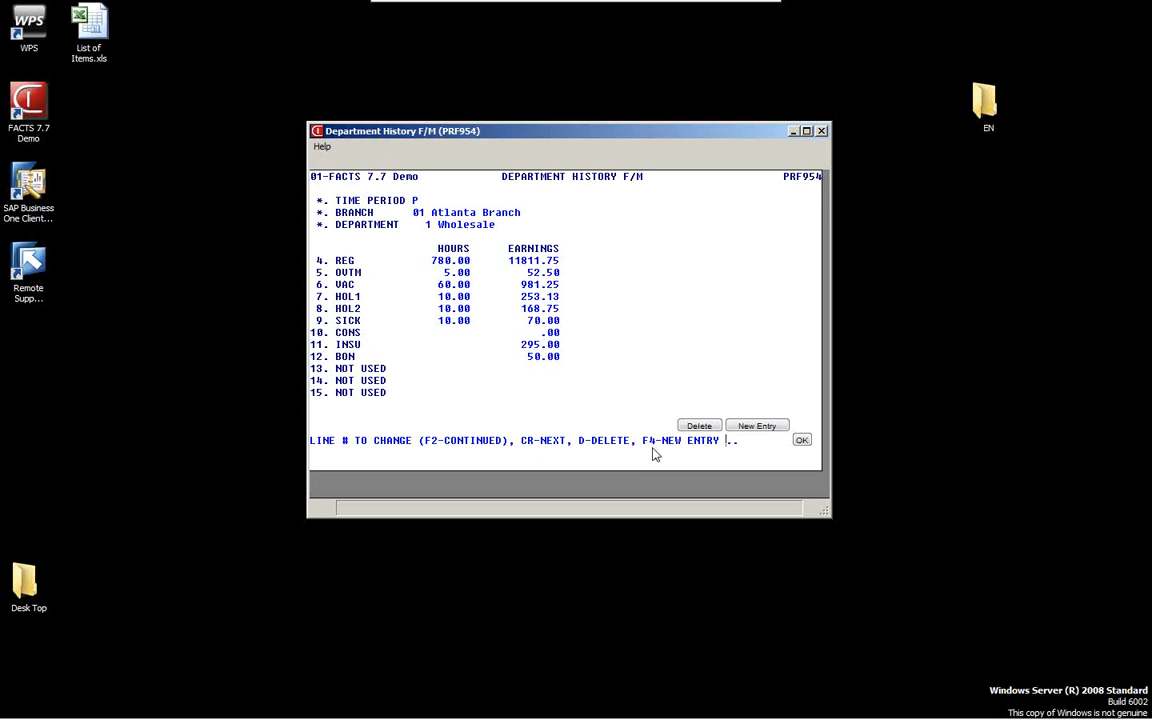 WPS
WPS
List of
Items.xls
FACTS 7.7
Demo
SAP Business
One Client...
Remote
Supp...
Desk Top
EN
Department History F/M (PRF954)
Help
01-FACTS 7.7 Demo DEPARTMENT HISTORY F/M PRF954
*. TIME PERIOD P
*. BRANCH 01 Atlanta Branch
*. DEPARTMENT 1 Wholesale
HOURS EARNINGS
4. REG 780.00 11811.75
5. OVTM 5.00 52.50
6. VAC 60.00 981.25
7. HOL1 10.00 253.13
8. HOL2 10.00 168.75
9. SICK 10.00 70.00
10. CONS .00
11. INSU 295.00
12. BON 50.00
13. NOT USED
14. NOT USED
15. NOT USED
Delete New Entry
LINE # TO CHANGE (F2-CONTINUED), CR-NEXT, D-DELETE, F4-NEW ENTRY .. OK
Windows Server (R) 2008 Standard
Build 6002
This copy of Windows is not genuine